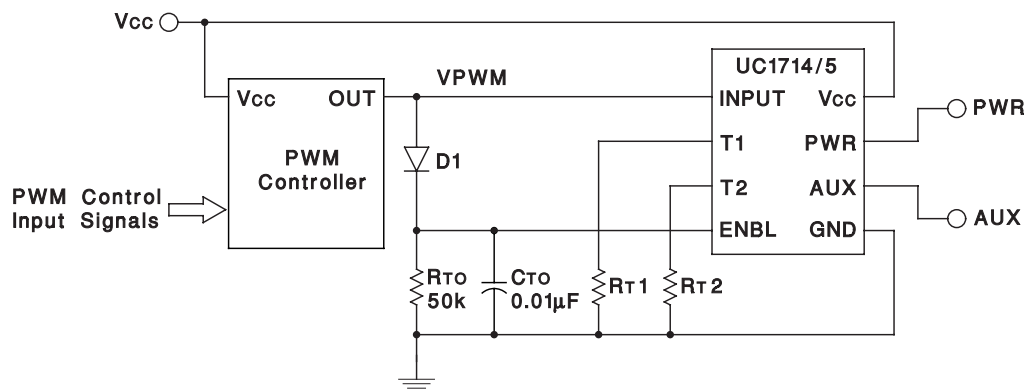 Vcc
UC1714/5
VPWM
Vcc OUT
INPUT Vcc
PWR
T1 PWR
D1
PWM
Controller
T2 AUX
PWM Control
Input Signals
AUX
ENBL GND
RTO
50k
CTO
0.01µF
RT1
RT2